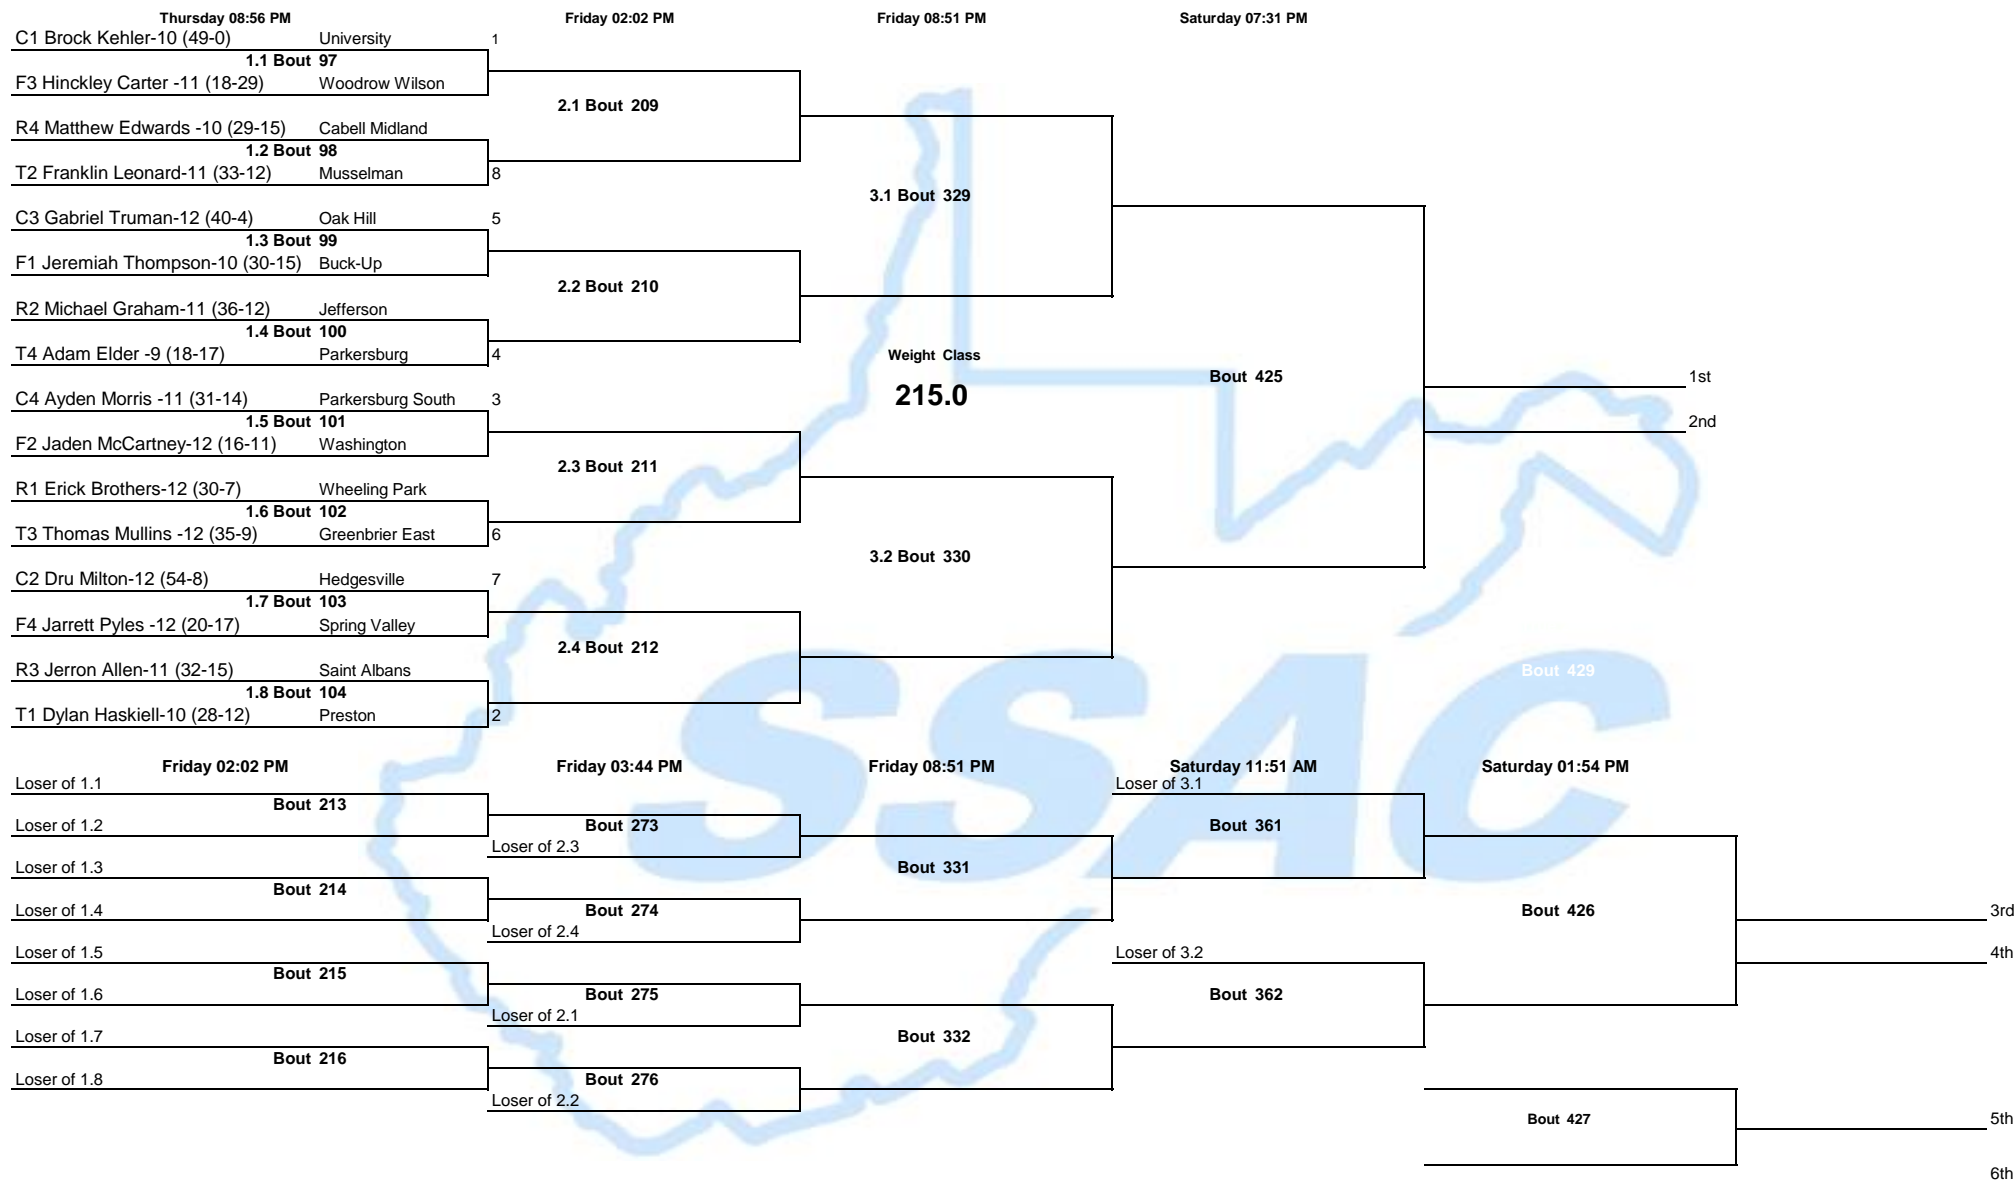 Thursday 08:56 PM Friday 02:02 PM Friday 08:51 PM Saturday 07:31 PM
C1 Brock Kehler-10 (49-0) University 1
1.1 Bout 97
F3 Hinckley Carter -11 (18-29) Woodrow Wilson
2.1 Bout 209
R4 Matthew Edwards -10 (29-15) Cabell Midland
1.2 Bout 98
T2 Franklin Leonard-11 (33-12) Musselman 8
3.1 Bout 329
C3 Gabriel Truman-12 (40-4) Oak Hill 5
1.3 Bout 99
F1 Jeremiah Thompson-10 (30-15) Buck-Up
2.2 Bout 210
R2 Michael Graham-11 (36-12) Jefferson
1.4 Bout 100
T4 Adam Elder -9 (18-17) Parkersburg 4
Weight Class
215.0
Bout 425
1st
2nd
C4 Ayden Morris -11 (31-14) Parkersburg South 3
1.5 Bout 101
F2 Jaden McCartney-12 (16-11) Washington
2.3 Bout 211
R1 Erick Brothers-12 (30-7) Wheeling Park
1.6 Bout 102
T3 Thomas Mullins -12 (35-9) Greenbrier East 6
3.2 Bout 330
C2 Dru Milton-12 (54-8) Hedgesville 7
1.7 Bout 103
F4 Jarrett Pyles -12 (20-17) Spring Valley
2.4 Bout 212
R3 Jerron Allen-11 (32-15) Saint Albans
1.8 Bout 104
T1 Dylan Haskiell-10 (28-12) Preston 2
Bout 429
SSAC
Friday 02:02 PM Friday 03:44 PM Friday 08:51 PM Saturday 11:51 AM Saturday 01:54 PM
Loser of 1.1 Loser of 3.1
Bout 213
Loser of 1.2 Bout 273 Bout 361
Loser of 2.3
Loser of 1.3 Bout 331
Bout 214
Loser of 1.4 Bout 274 Bout 426 3rd
Loser of 2.4
Loser of 1.5 Loser of 3.2 4th
Bout 215
Loser of 1.6 Bout 275 Bout 362
Loser of 2.1
Loser of 1.7 Bout 332
Bout 216
Loser of 1.8 Bout 276
Loser of 2.2
Bout 427 5th
6th